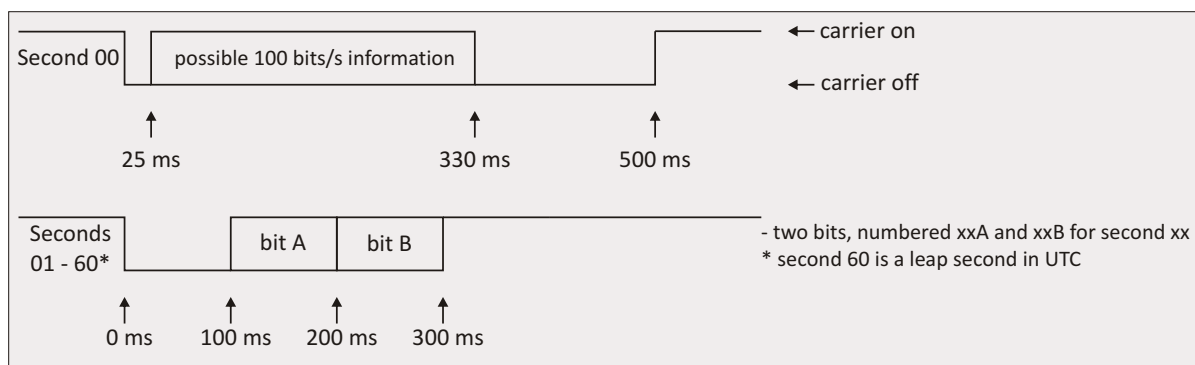 Second 00
possible 100 bits/s information
carrier on
carrier off
25 ms
330 ms
500 ms
Seconds
01 - 60*
bit A
bit B
- two bits, numbered xxA and xxB for second xx
* second 60 is a leap second in UTC
0 ms
100 ms
200 ms
300 ms